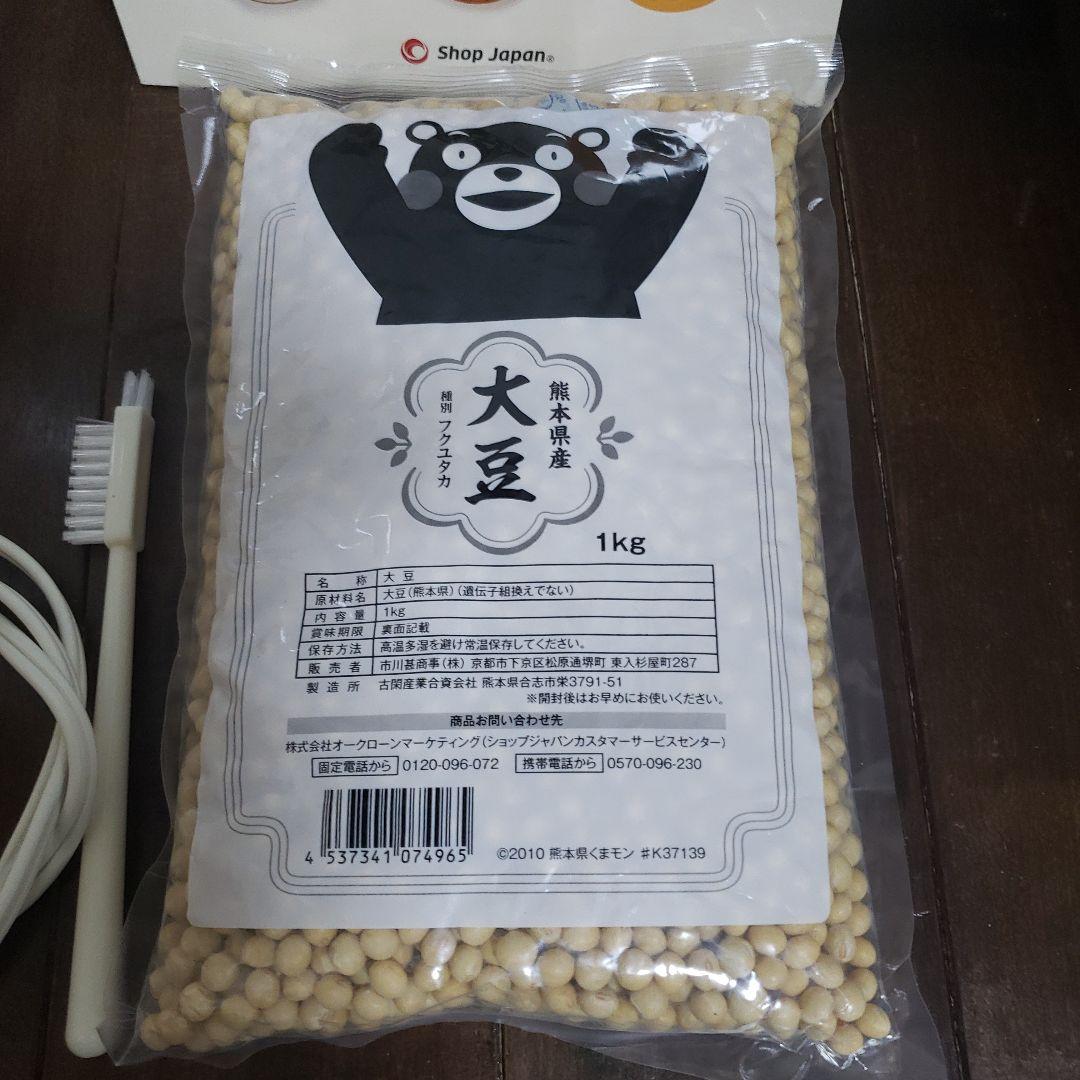 Shop Japan®
熊本県産
大豆
種別 フクユタカ
1kg
名称 大豆
原材料名 大豆(熊本県)(遺伝子組換えでない)
内容量 1kg
賞味期限 裏面記載
保存方法 高温多湿を避け常温保存してください。
販売者 市川甚商事(株) 京都市下京区松原通堺町 東入杉屋町287
製造所 古閑産業合資会社 熊本県合志市栄3791-51
※開封後はお早めにお使いください。
商品お問い合わせ先
株式会社オークローンマーケティング(ショップジャパンカスタマーサービスセンター)
固定電話から 0120-096-072 携帯電話から 0570-096-230
4 537341 074965
©2010 熊本県くまモン #K37139